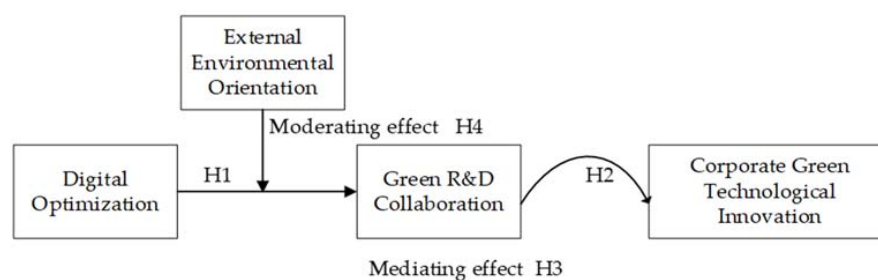 External
Environmental
Orientation
Moderating effect H4
Digital
Optimization
H1
Green R&D
Collaboration
H2
Corporate Green
Technological
Innovation
Mediating effect H3